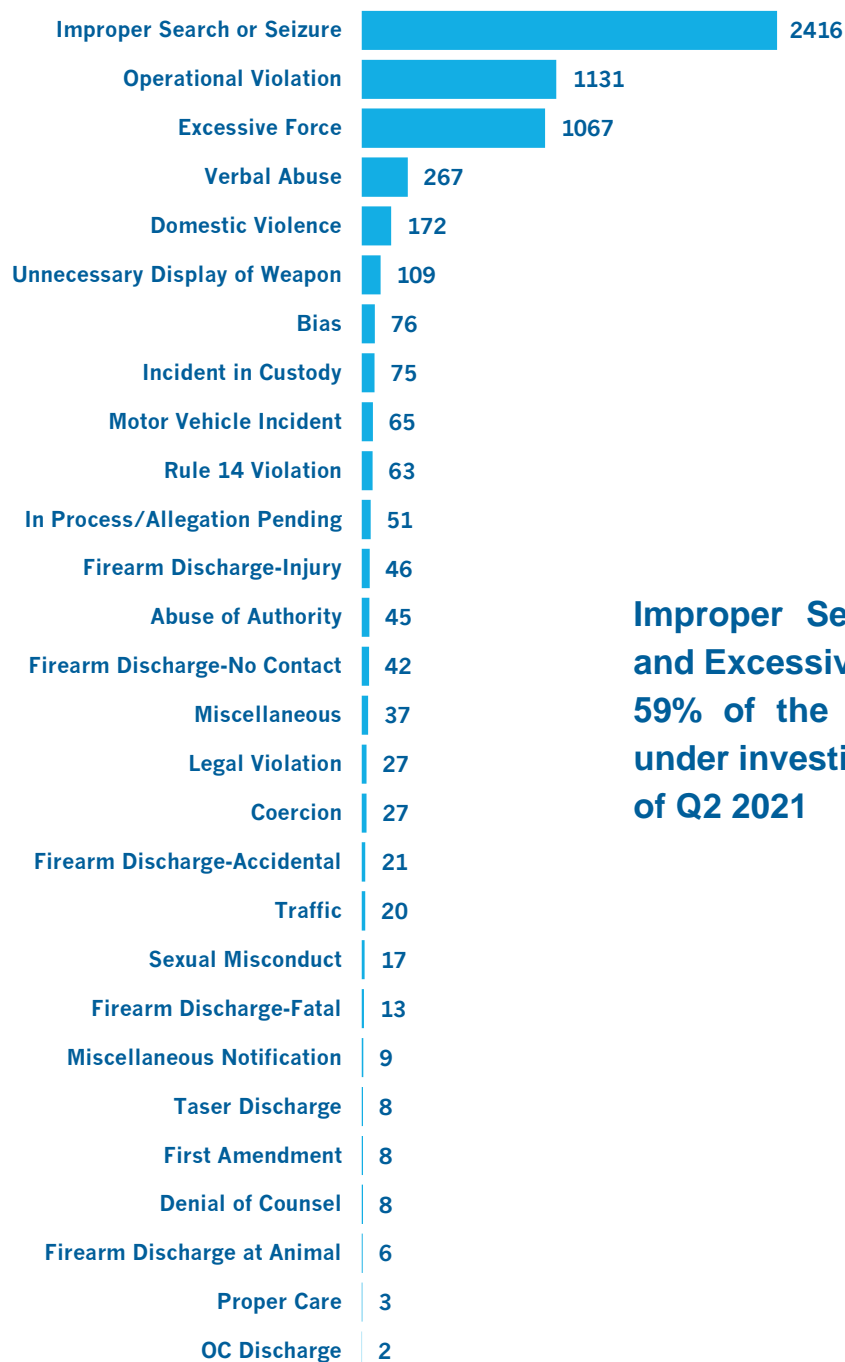 Improper Search or Seizure 2416
Operational Violation 1131
Excessive Force 1067
Verbal Abuse 267
Domestic Violence 172
Unnecessary Display of Weapon 109
Bias 76
Incident in Custody 75
Motor Vehicle Incident 65
Rule 14 Violation 63
In Process/Allegation Pending 51
Firearm Discharge-Injury 46
Abuse of Authority 45
Firearm Discharge-No Contact 42
Miscellaneous 37
Legal Violation 27
Coercion 27
Firearm Discharge-Accidental 21
Traffic 20
Sexual Misconduct 17
Firearm Discharge-Fatal 13
Miscellaneous Notification 9
Taser Discharge 8
First Amendment 8
Denial of Counsel 8
Firearm Discharge at Animal 6
Proper Care 3
OC Discharge 2
Improper Se
and Excessiv
59% of the
under investi
of Q2 2021